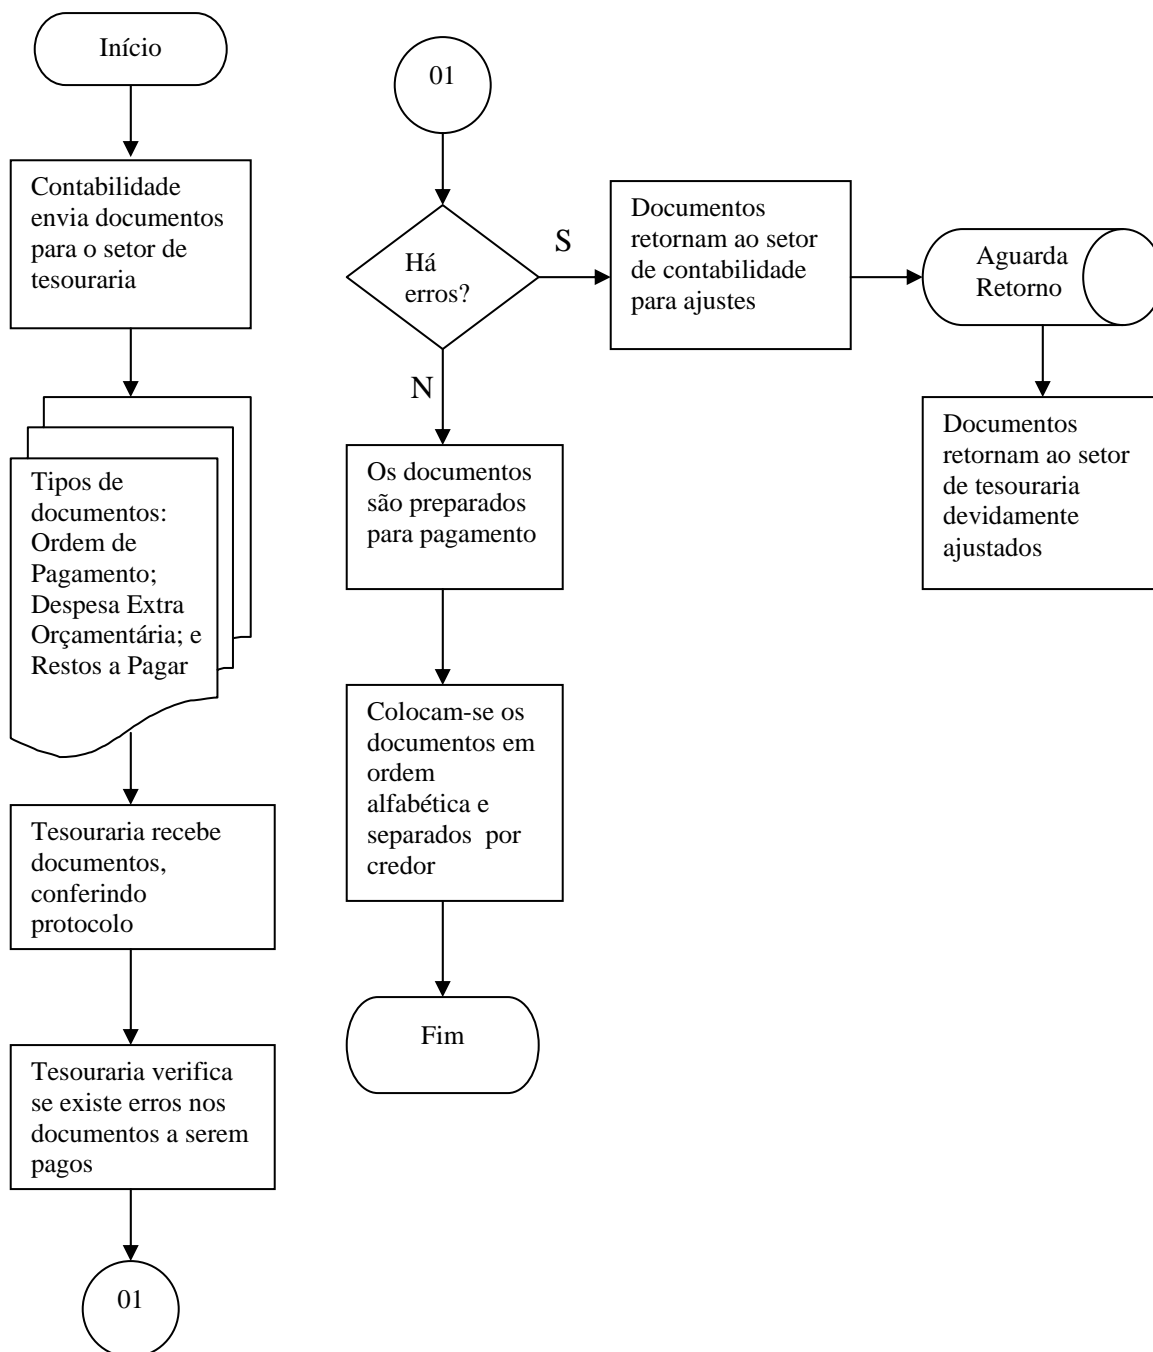 Início
Contabilidade
envia documentos
para o setor de
tesouraria
Tipos de
documentos:
Ordem de
Pagamento;
Despesa Extra
Orçamentária; e
Restos a Pagar
Tesouraria recebe
documentos,
conferindo
protocolo
Tesouraria verifica
se existe erros nos
documentos a serem
pagos
01
01
Há
erros?
S
N
Documentos
retornam ao setor
de contabilidade
para ajustes
Aguarda
Retorno
Documentos
retornam ao setor
de tesouraria
devidamente
ajustados
Os documentos
são preparados
para pagamento
Colocam-se os
documentos em
ordem
alfabética e
separados  por
credor
Fim